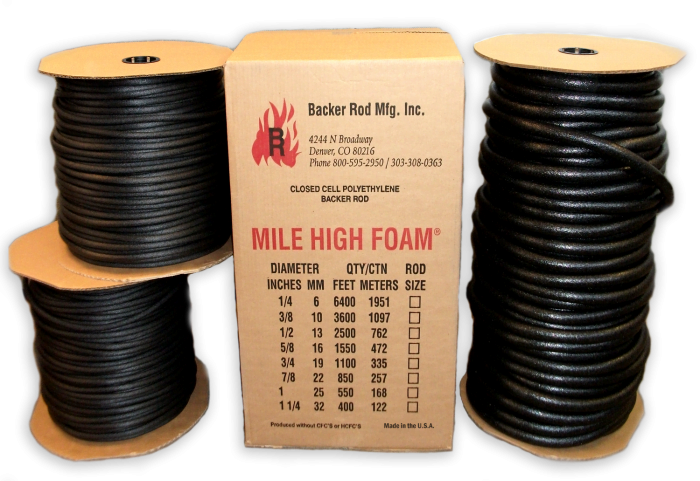 BR
Backer Rod Mfg. Inc.
4244 N Broadway
Denver, CO 80216
Phone 800-595-2950 / 303-308-0363
CLOSED CELL POLYETHYLENE
BACKER ROD
MILE HIGH FOAM®
DIAMETER QTY/CTN ROD
INCHES MM FEET METERS SIZE
1/4 6 6400 1951
3/8 10 3600 1097
1/2 13 2500 762
5/8 16 1550 472
3/4 19 1100 335
7/8 22 850 257
1 25 550 168
1 1/4 32 400 122
Produced without CFC'S or HCFC'S Made in the U.S.A.